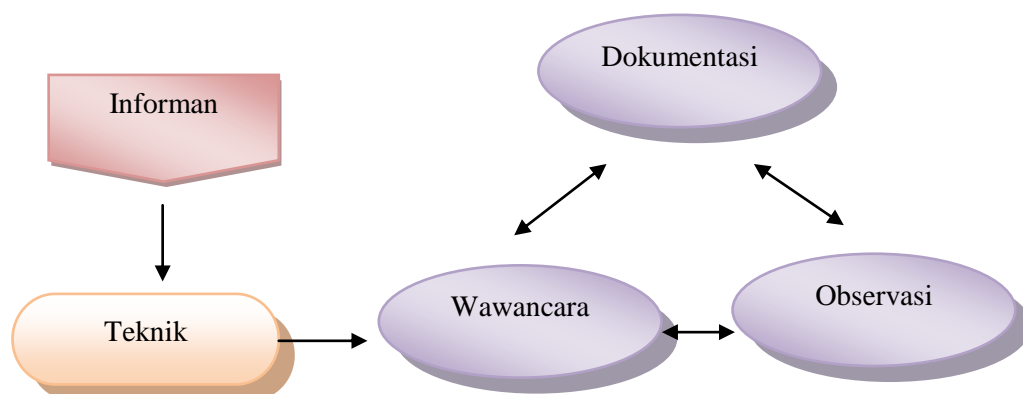 Dokumentasi
Informan
Teknik
Wawancara
Observasi